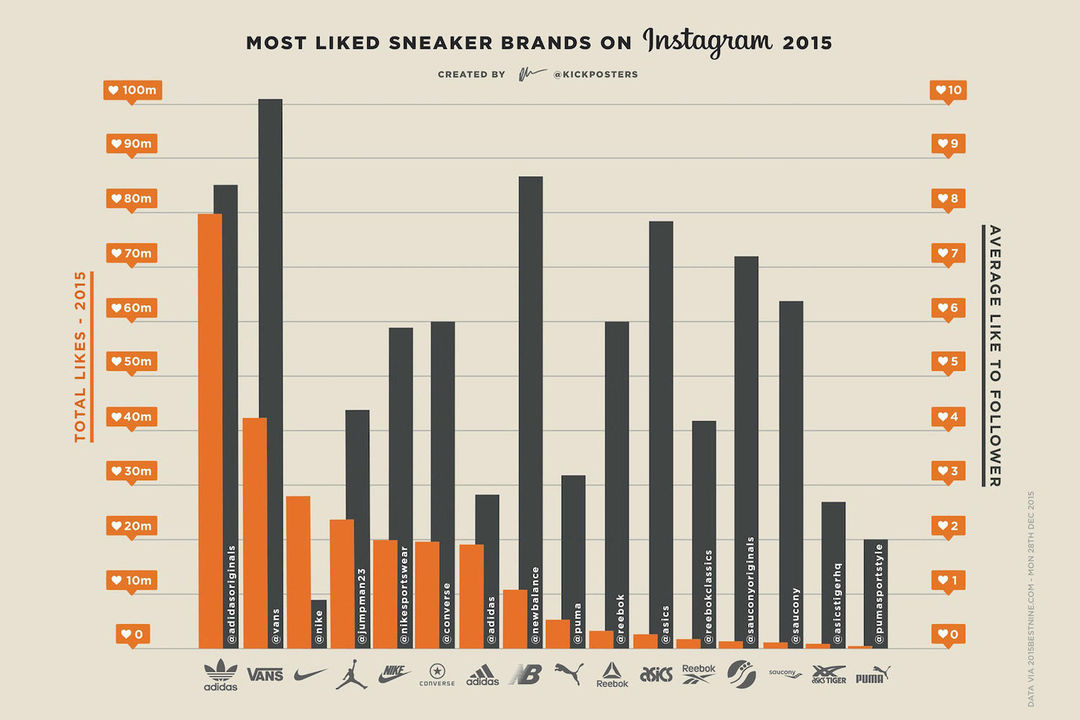 MOST LIKED SNEAKER BRANDS ON Instagram 2015
CREATED BY @KICKPOSTERS
100m
90m
80m
70m
60m
50m
40m
30m
20m
10m
0
TOTAL LIKES - 2015
10
9
8
7
6
5
4
3
2
1
0
AVERAGE LIKE TO FOLLOWER
@adidasoriginals
@vans
@nike
@jumpman23
@nikesportswear
@converse
@adidas
@newbalance
@puma
@reebok
@asics
@reebokclassics
@sauconyoriginals
@saucony
@asicstigerhq
@pumasportstyle
adidas
VANS
NIKE
CONVERSE
adidas
NB
Reebok
asics
Reebok
CLASSIC
saucony
ASICS TIGER
PUMA
DATA VIA 2015BESTNINE.COM - MON 28TH DEC 2015